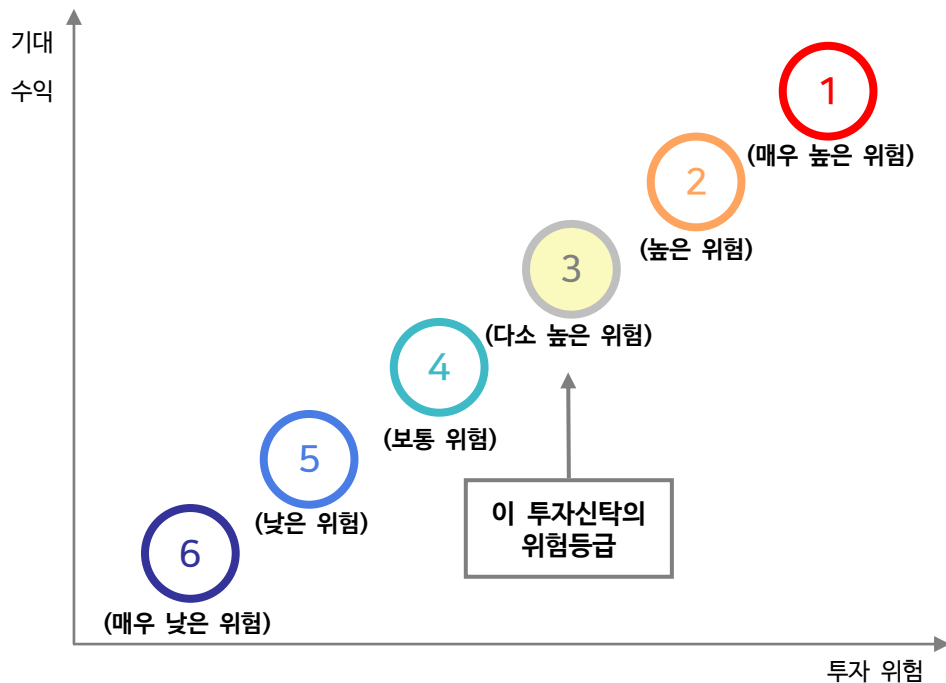 기대
수익
1
(매우 높은 위험)
2
(높은 위험)
3
(다소 높은 위험)
4
(보통 위험)
5
(낮은 위험)
이 투자신탁의
위험등급
6
(매우 낮은 위험)
투자 위험